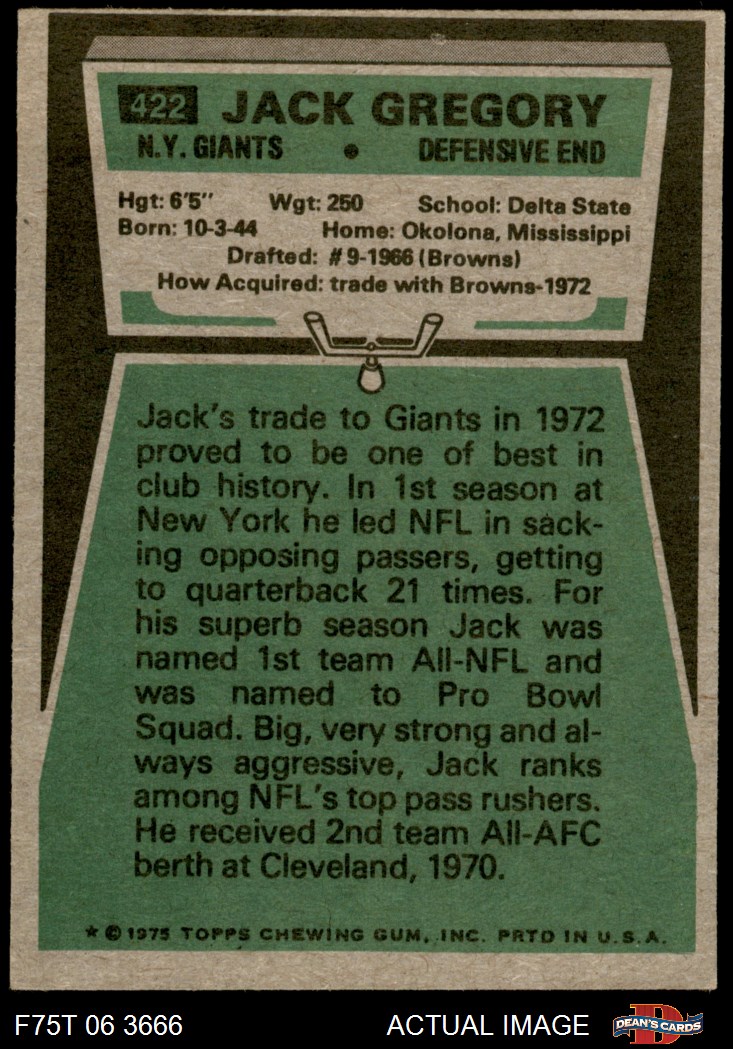 422 JACK GREGORY
N.Y. GIANTS • DEFENSIVE END
Hgt: 6'5" Wgt: 250 School: Delta State
Born: 10-3-44 Home: Okolona, Mississippi
Drafted: #9-1966 (Browns)
How Acquired: trade with Browns-1972
Jack's trade to Giants in 1972
proved to be one of best in
club history. In 1st season at
New York he led NFL in sack-
ing opposing passers, getting
to quarterback 21 times. For
his superb season Jack was
named 1st team All-NFL and
was named to Pro Bowl
Squad. Big, very strong and al-
ways aggressive, Jack ranks
among NFL's top pass rushers.
He received 2nd team All-AFC
berth at Cleveland, 1970.
★ © 1975 TOPPS CHEWING GUM, INC. PRTD IN U.S.A.
F75T 06 3666 ACTUAL IMAGE D DEAN'S CARDS